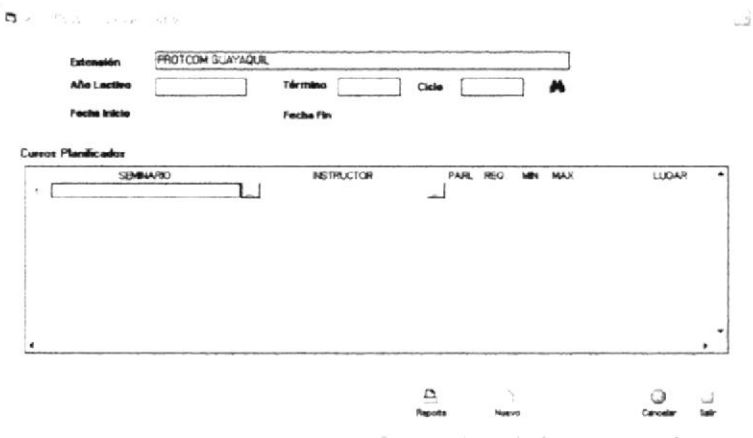 Extensión PROTCOM GUAYAQUIL
Año Lectivo Término Ciclo
Fecha Inicio Fecha Fin
Cursos Planificados
SEMINARIO INSTRUCTOR PARL REG MIN MAX LUGAR
Reporte Nuevo Cancelar Salir